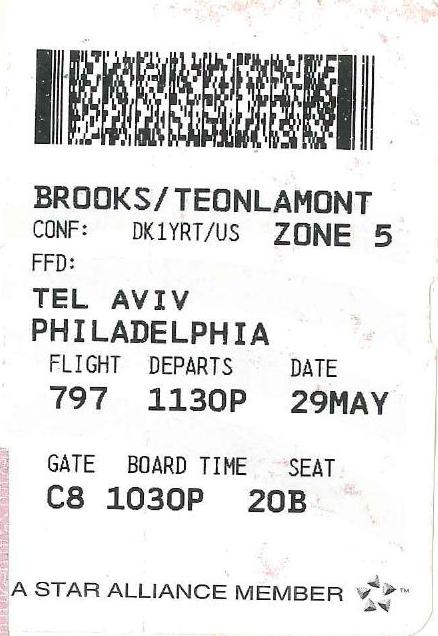 BROOKS/TEONLAMONT
CONF: DK1YRT/US ZONE 5
FFD:
TEL AVIV
PHILADELPHIA
FLIGHT DEPARTS DATE
797 1130P 29MAY
GATE BOARD TIME SEAT
C8 1030P 20B
A STAR ALLIANCE MEMBER ™